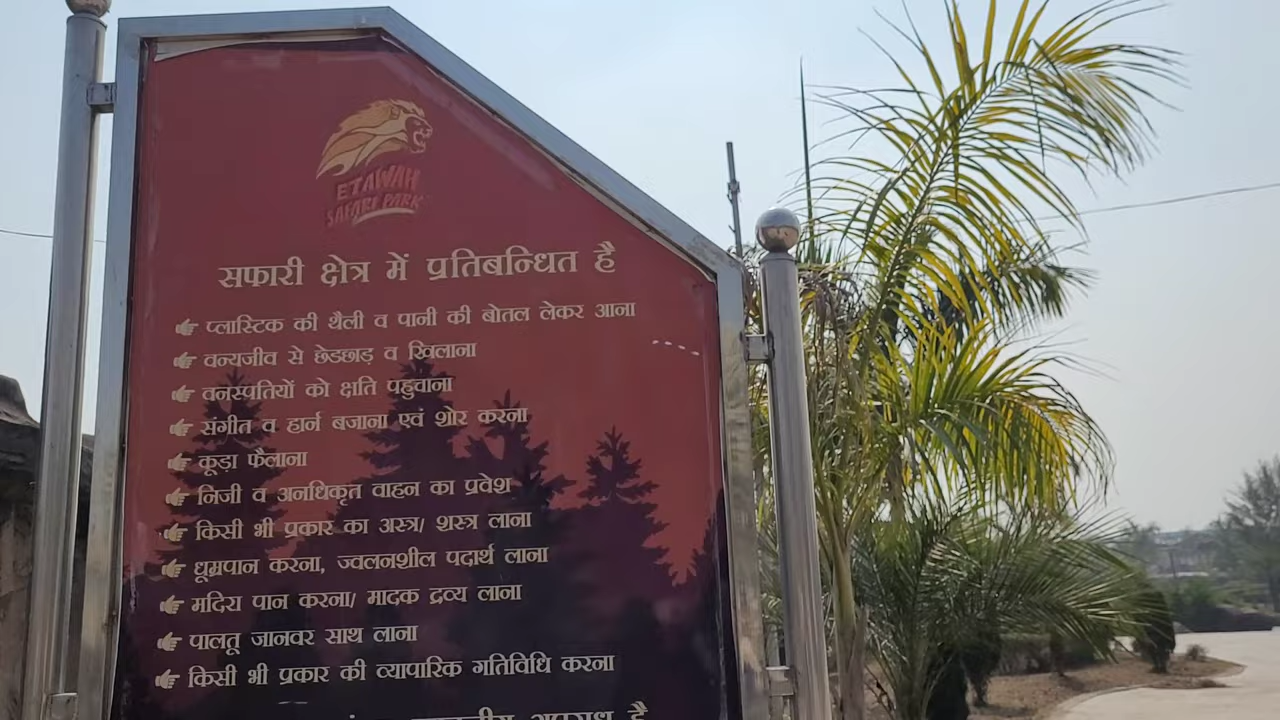 ETAWAH
SAFARI PARK
सफारी क्षेत्र में प्रतिबन्धित है
प्लास्टिक की थैली व पानी की बोतल लेकर आना
वन्यजीव से छेडछाड़ व खिलाना
वनस्पतियों को क्षति पहुवाना
संगीत व हार्न बजाना एवं शोर करना
कूड़ा फैलाना
निजी व अनधिकृत वाहन का प्रवेश
किसी भी प्रकार का अस्त्र/ शस्त्र लाना
धूम्रपान करना, ज्वलनशील पदार्थ लाना
मदिरा पान करना/ मादक द्रव्य लाना
पालतू जानवर साथ लाना
किसी भी प्रकार की व्यापारिक गतिविधि करना
है